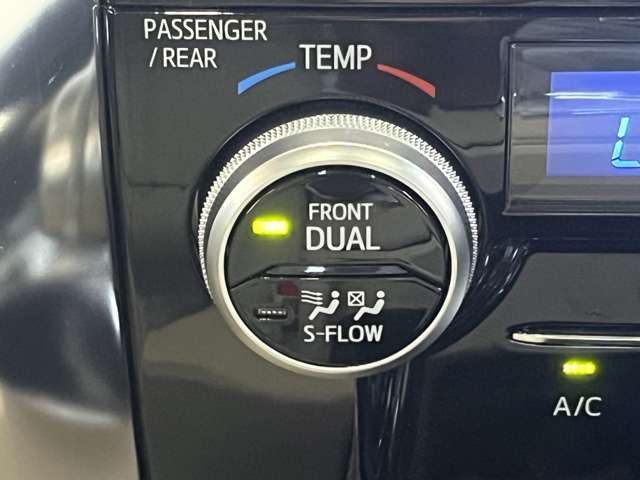 PASSENGER
/ REAR
TEMP
FRONT
DUAL
S-FLOW
A/C